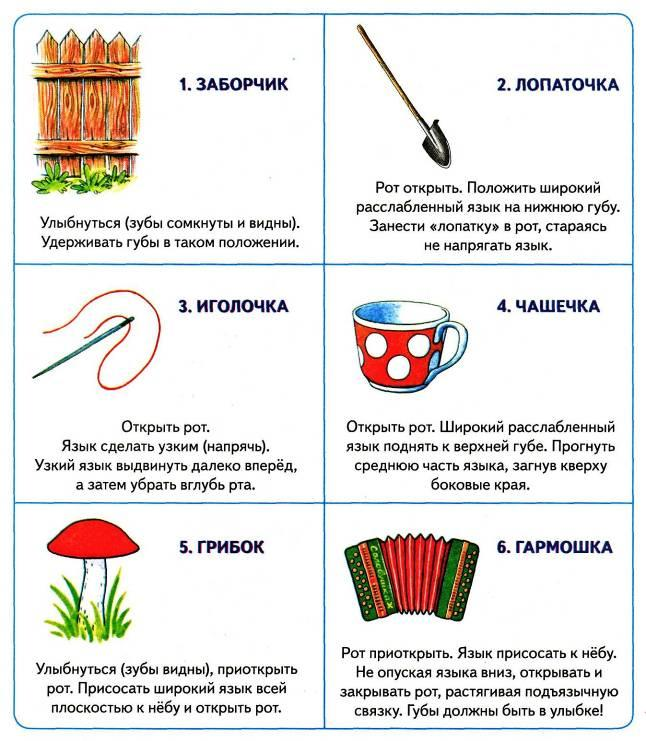 1. ЗАБОРЧИК
Улыбнуться (зубы сомкнуты и видны).
Удерживать губы в таком положении.
2. ЛОПАТОЧКА
Рот открыть. Положить широкий
расслабленный язык на нижнюю губу.
Занести «лопатку» в рот, стараясь
не напрягать язык.
3. ИГОЛОЧКА
Открыть рот.
Язык сделать узким (напрячь).
Узкий язык выдвинуть далеко вперёд,
а затем убрать вглубь рта.
4. ЧАШЕЧКА
Открыть рот. Широкий расслабленный
язык поднять к верхней губе. Прогнуть
среднюю часть языка, загнув кверху
боковые края.
5. ГРИБОК
Улыбнуться (зубы видны), приоткрыть
рот. Присосать широкий язык всей
плоскостью к нёбу и открыть рот.
6. ГАРМОШКА
Рот приоткрыть. Язык присосать к нёбу.
Не опуская языка вниз, открывать и
закрывать рот, растягивая подъязычную
связку. Губы должны быть в улыбке!